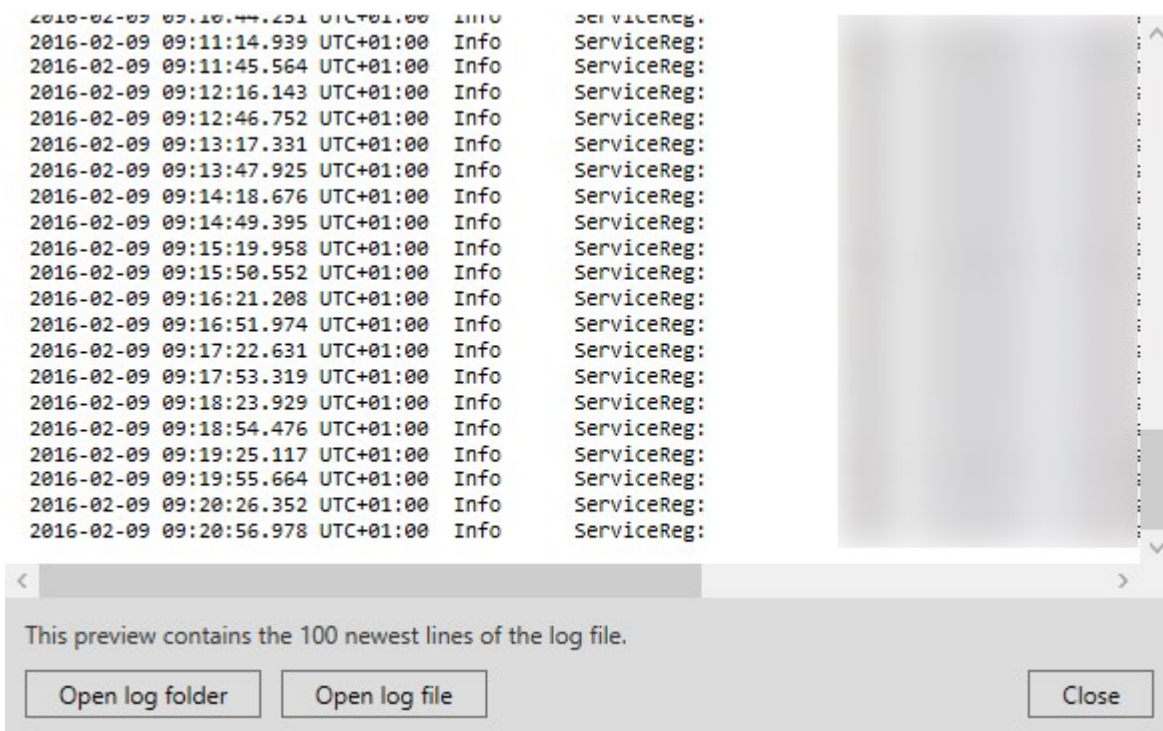 2016-02-09 09:10:44.251 UTC+01:00 Info ServiceReg:
2016-02-09 09:11:14.939 UTC+01:00 Info ServiceReg:
2016-02-09 09:11:45.564 UTC+01:00 Info ServiceReg:
2016-02-09 09:12:16.143 UTC+01:00 Info ServiceReg:
2016-02-09 09:12:46.752 UTC+01:00 Info ServiceReg:
2016-02-09 09:13:17.331 UTC+01:00 Info ServiceReg:
2016-02-09 09:13:47.925 UTC+01:00 Info ServiceReg:
2016-02-09 09:14:18.676 UTC+01:00 Info ServiceReg:
2016-02-09 09:14:49.395 UTC+01:00 Info ServiceReg:
2016-02-09 09:15:19.958 UTC+01:00 Info ServiceReg:
2016-02-09 09:15:50.552 UTC+01:00 Info ServiceReg:
2016-02-09 09:16:21.208 UTC+01:00 Info ServiceReg:
2016-02-09 09:16:51.974 UTC+01:00 Info ServiceReg:
2016-02-09 09:17:22.631 UTC+01:00 Info ServiceReg:
2016-02-09 09:17:53.319 UTC+01:00 Info ServiceReg:
2016-02-09 09:18:23.929 UTC+01:00 Info ServiceReg:
2016-02-09 09:18:54.476 UTC+01:00 Info ServiceReg:
2016-02-09 09:19:25.117 UTC+01:00 Info ServiceReg:
2016-02-09 09:19:55.664 UTC+01:00 Info ServiceReg:
2016-02-09 09:20:26.352 UTC+01:00 Info ServiceReg:
2016-02-09 09:20:56.978 UTC+01:00 Info ServiceReg:
This preview contains the 100 newest lines of the log file.
Open log folder
Open log file
Close